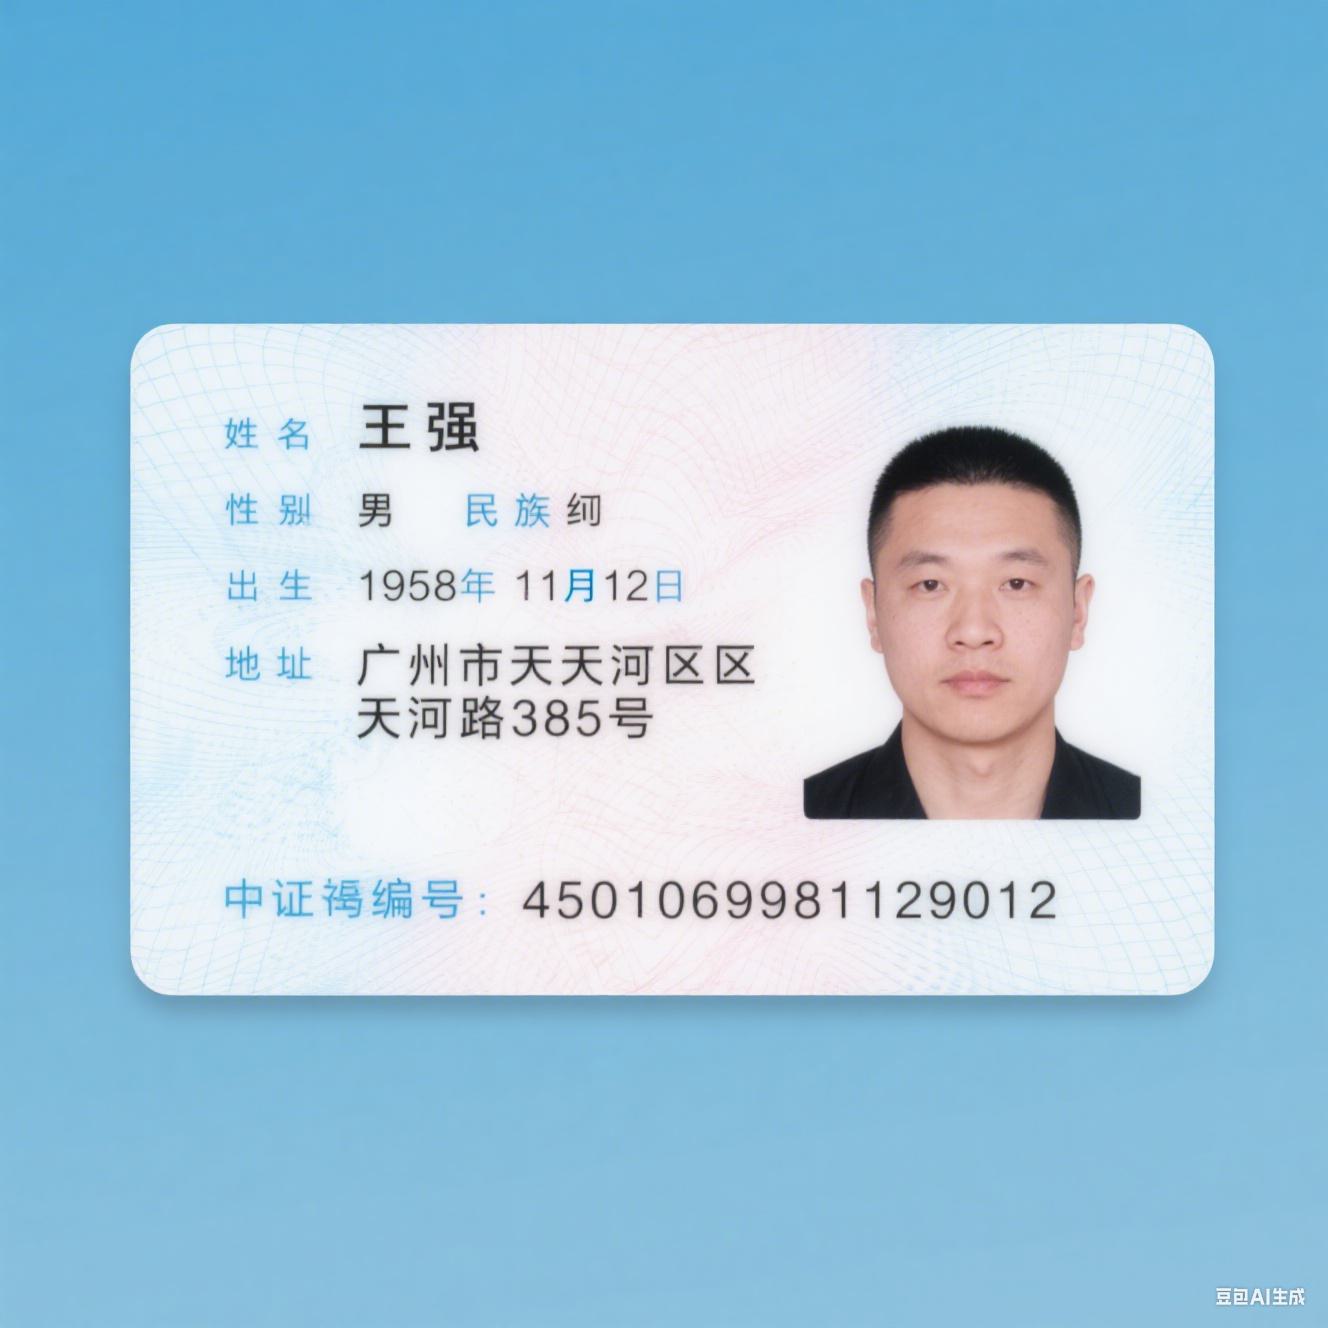 姓名 王强
性别 男 民族
出生 1958年 11月12日
地址 广州市天天河区区
天河路385号
中证编号: 4501069981129012
豆包AI生成